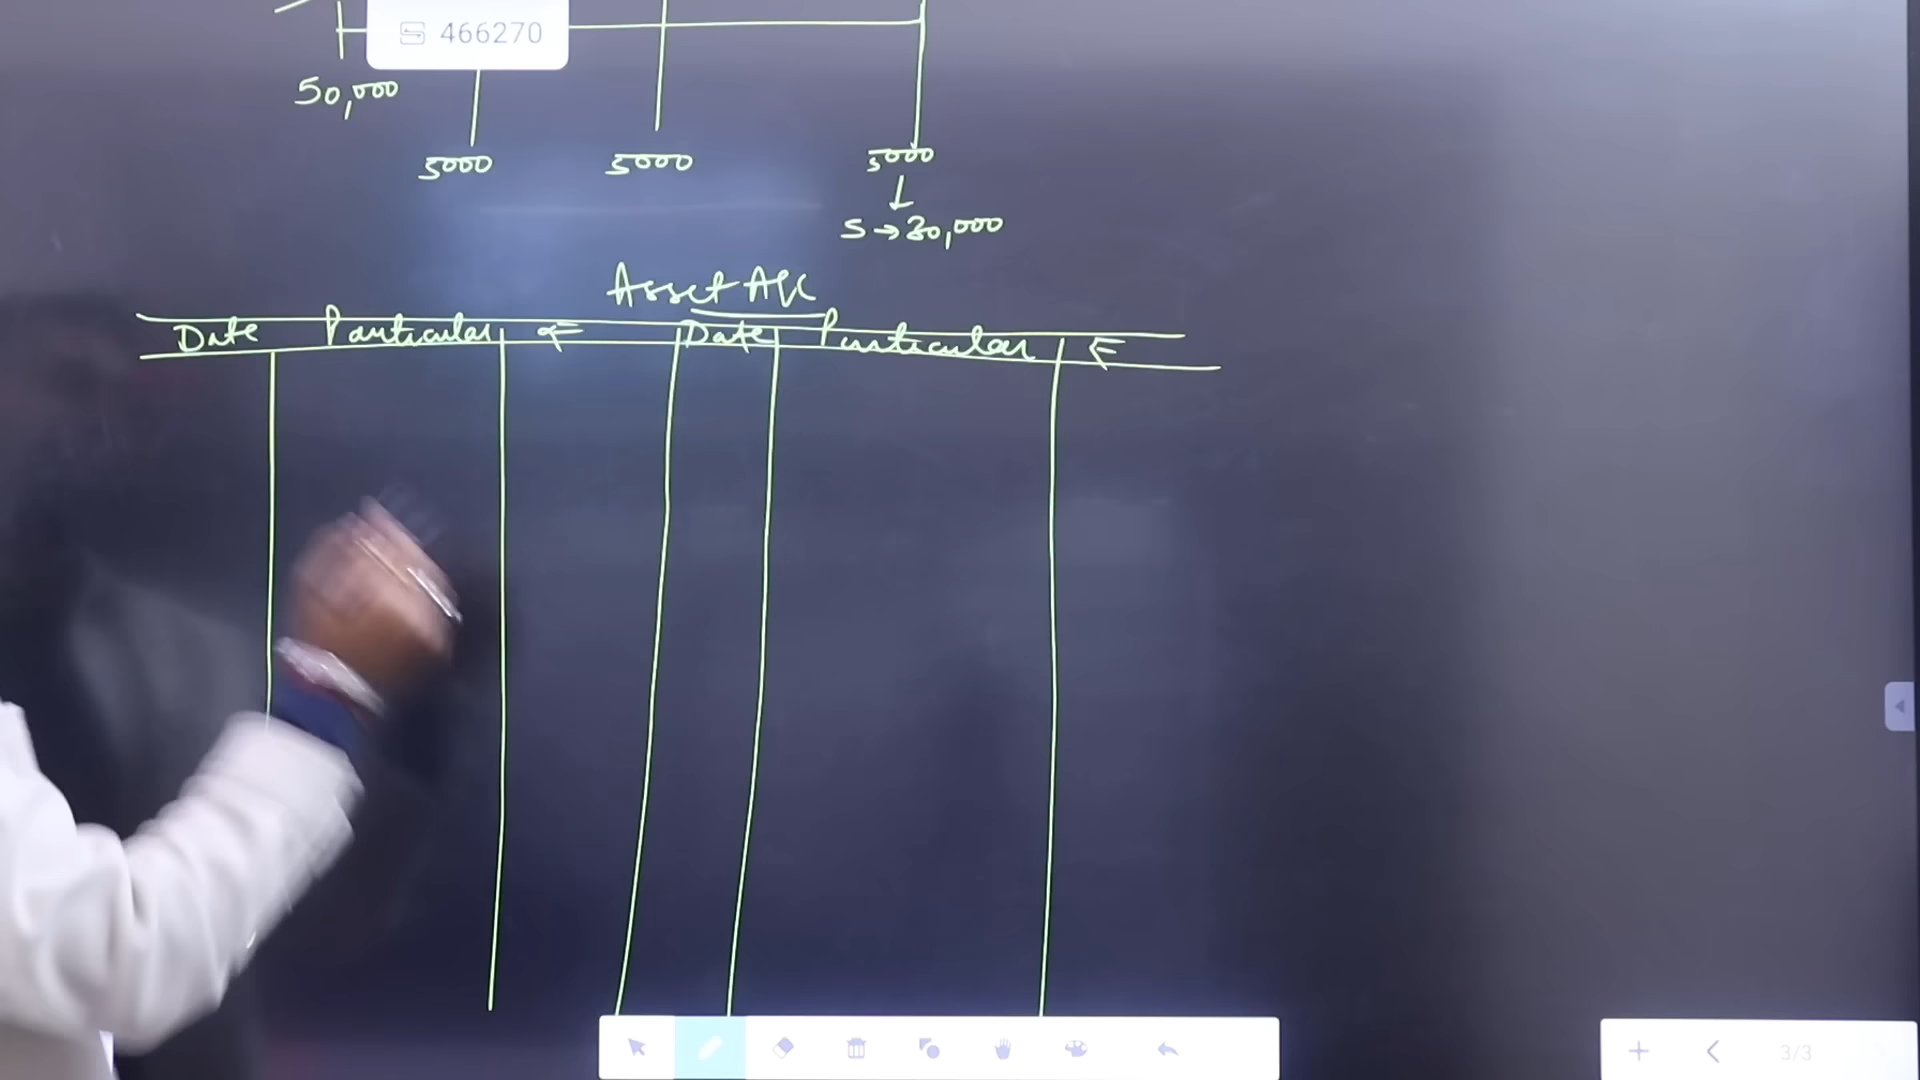 466270
50,000
5000 5000 5000
S → 30,000
Asset A/c
Date Particular ₹ Date Particular ₹
3/3